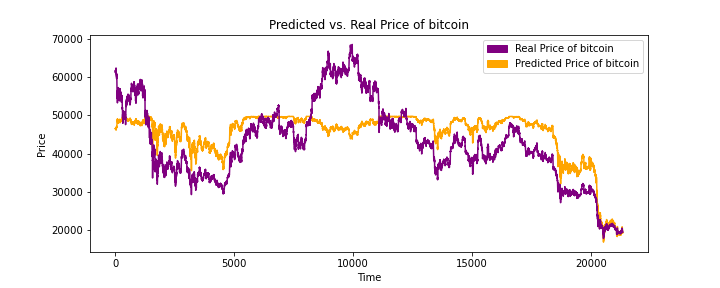 Predicted vs. Real Price of bitcoin
Real Price of bitcoin
Predicted Price of bitcoin
70000
60000
50000
40000
30000
20000
Price
0 5000 10000 15000 20000
Time